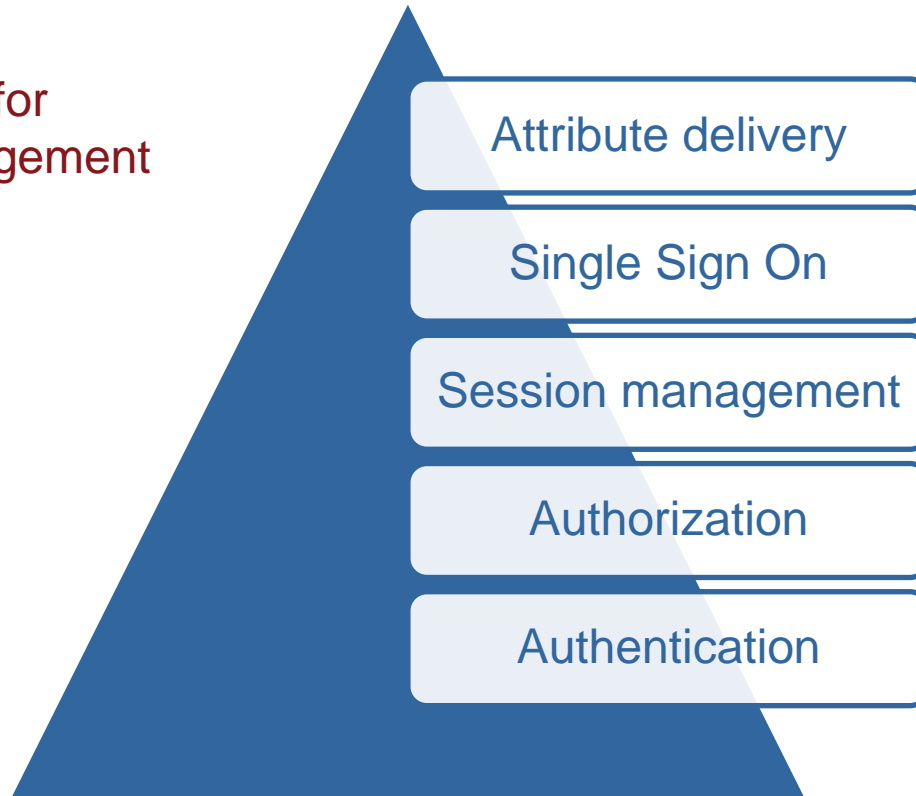 for
gement
Attribute delivery
Single Sign On
Session management
Authorization
Authentication